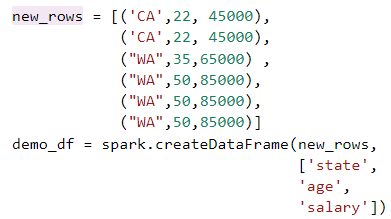 new_rows = [('CA',22, 45000),
('CA',22, 45000),
("WA",35,65000) ,
("WA",50,85000),
("WA",50,85000),
("WA",50,85000)]
demo_df = spark.createDataFrame(new_rows,
['state',
'age',
'salary'])